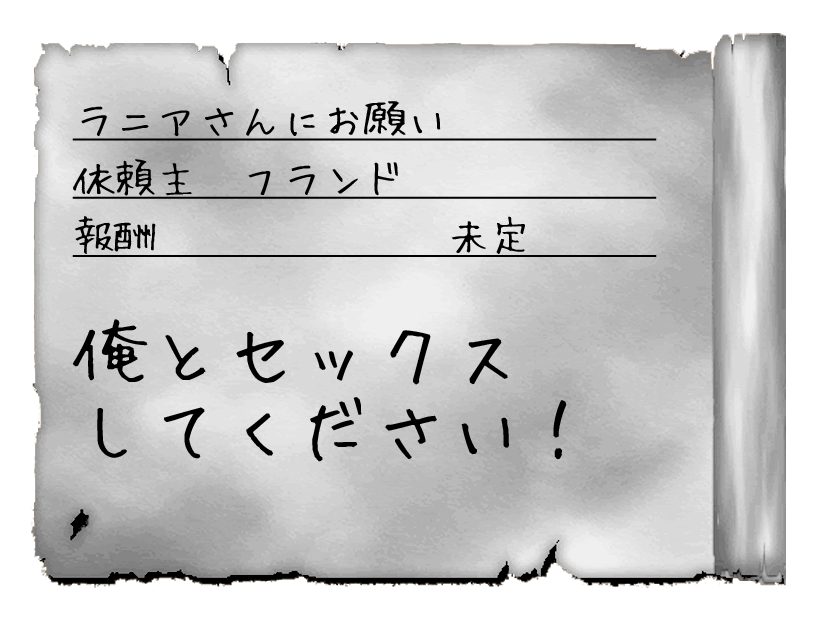 ラニアさんにお願い
依頼主 フランド
報酬 未定
俺とセックス
してください!